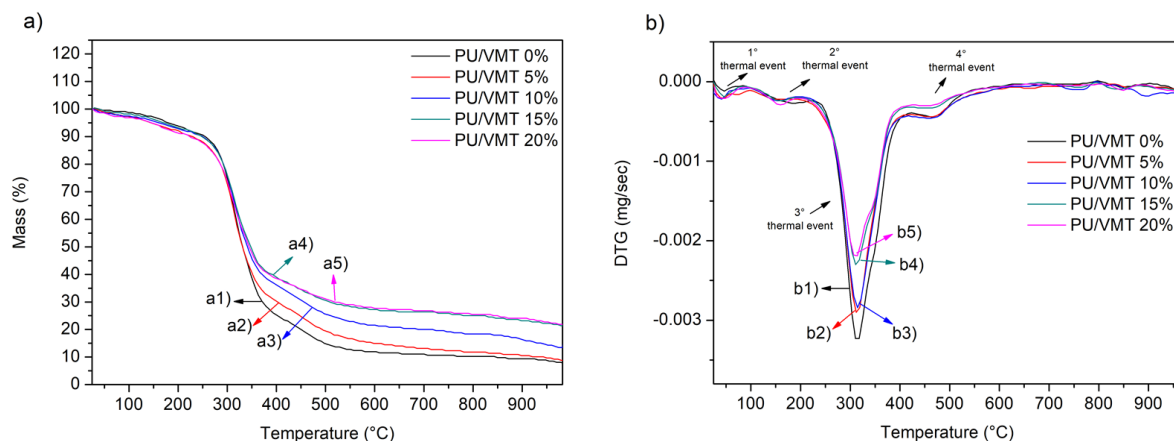 a)
120
110
100
90
80
70
60
50
40
30
20
10
0
Mass (%)
100 200 300 400 500 600 700 800 900
Temperature (°C)
PU/VMT 0%
PU/VMT 5%
PU/VMT 10%
PU/VMT 15%
PU/VMT 20%
a4)
a5)
a1)
a2)
a3)
b)
1°
thermal event
2°
thermal event
4°
thermal event
0.000
-0.001
-0.002
-0.003
DTG (mg/sec)
PU/VMT 0%
PU/VMT 5%
PU/VMT 10%
PU/VMT 15%
PU/VMT 20%
3°
thermal event
b5)
b4)
b1)
b2)
b3)
100 200 300 400 500 600 700 800 900
Temperature (°C)